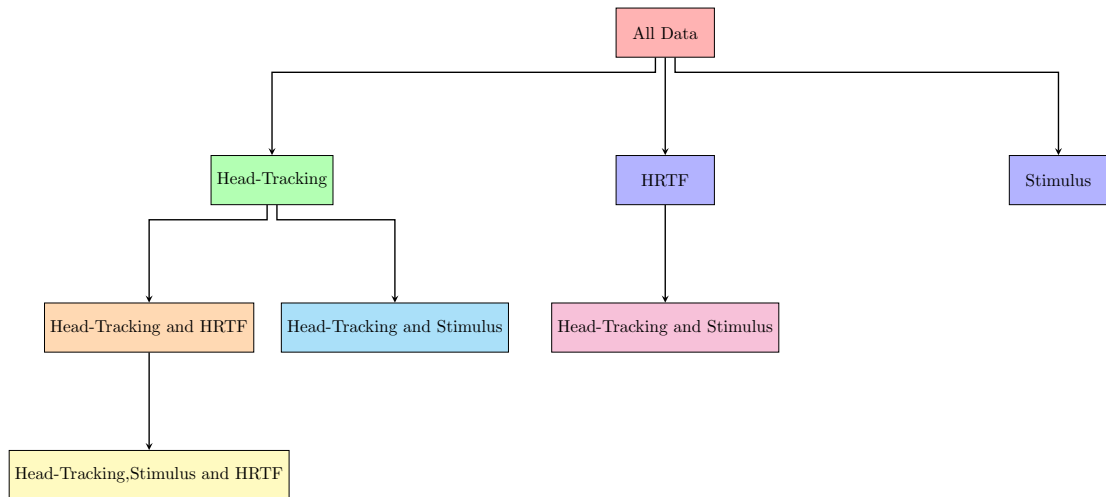 All Data
Head-Tracking
HRTF
Stimulus
Head-Tracking and HRTF
Head-Tracking and Stimulus
Head-Tracking and Stimulus
Head-Tracking,Stimulus and HRTF